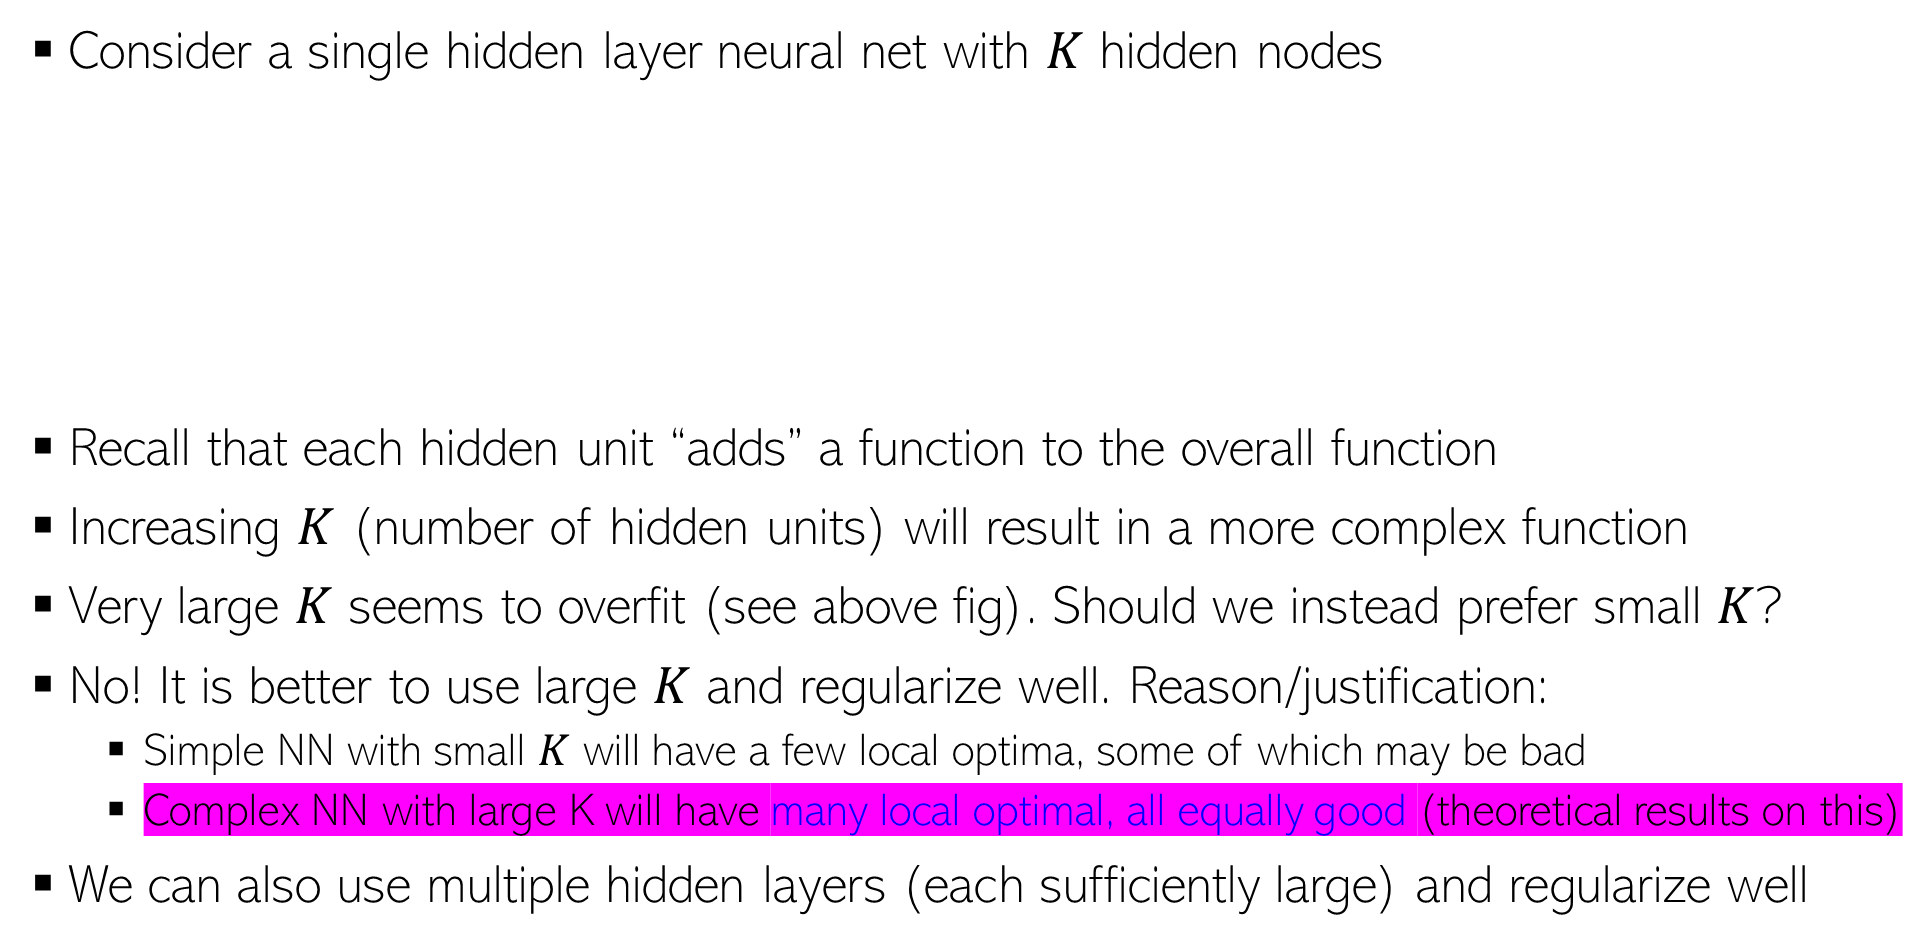 ▪ Consider a single hidden layer neural net with K hidden nodes
▪ Recall that each hidden unit “adds” a function to the overall function
▪ Increasing K (number of hidden units) will result in a more complex function
▪ Very large K seems to overfit (see above fig). Should we instead prefer small K?
▪ No! It is better to use large K and regularize well. Reason/justification:
▪ Simple NN with small K will have a few local optima, some of which may be bad
▪ Complex NN with large K will have many local optimal, all equally good (theoretical results on this)
▪ We can also use multiple hidden layers (each sufficiently large) and regularize well